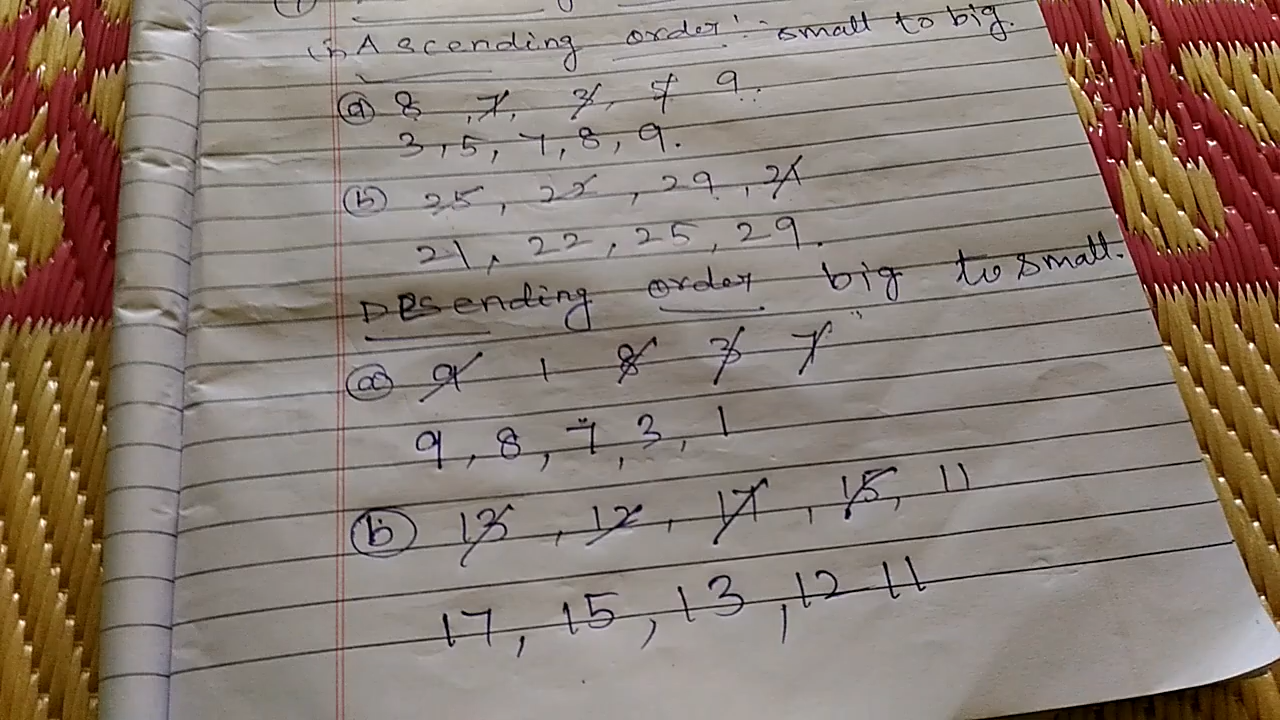 (i) Ascending order: small to big.
(a) 8, 7, 3, 5 9.
3, 5, 7, 8, 9.
(b) 25, 22, 29, 21
21, 22, 25, 29.
Desending order big to small.
(a) 9 1 8 3 7
9, 8, 7, 3, 1
(b) 13, 12, 17, 15, 11
17, 15, 13, 12 11